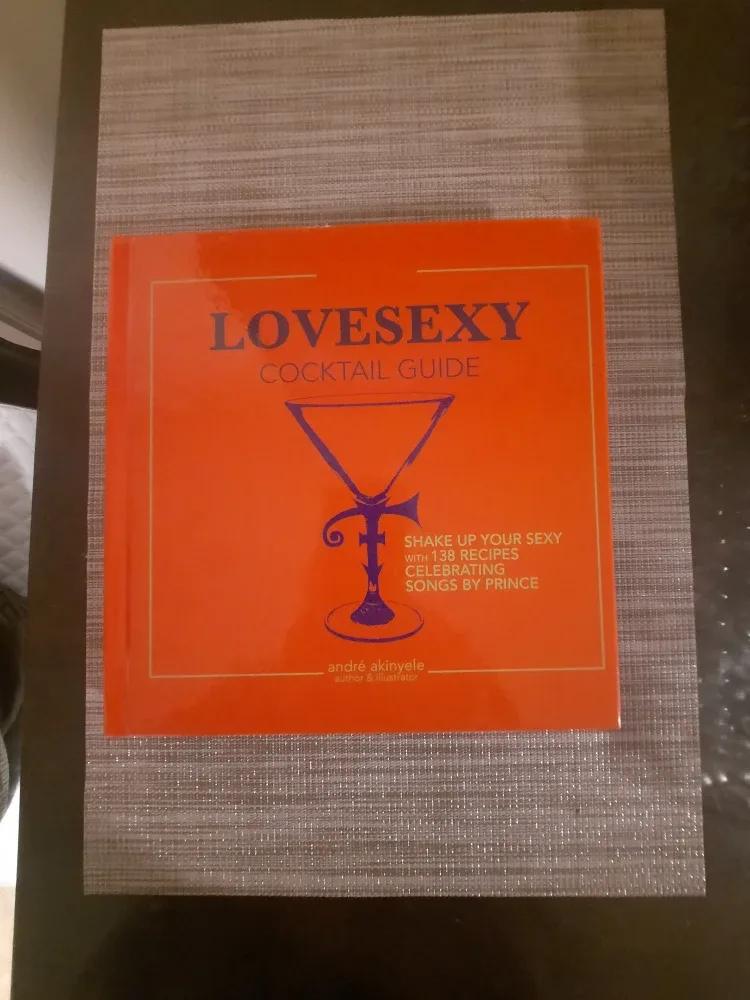 LOVESEXY
COCKTAIL GUIDE
SHAKE UP YOUR SEXY
WITH 138 RECIPES
CELEBRATING
SONGS BY PRINCE
andré akinyele
author & illustrator